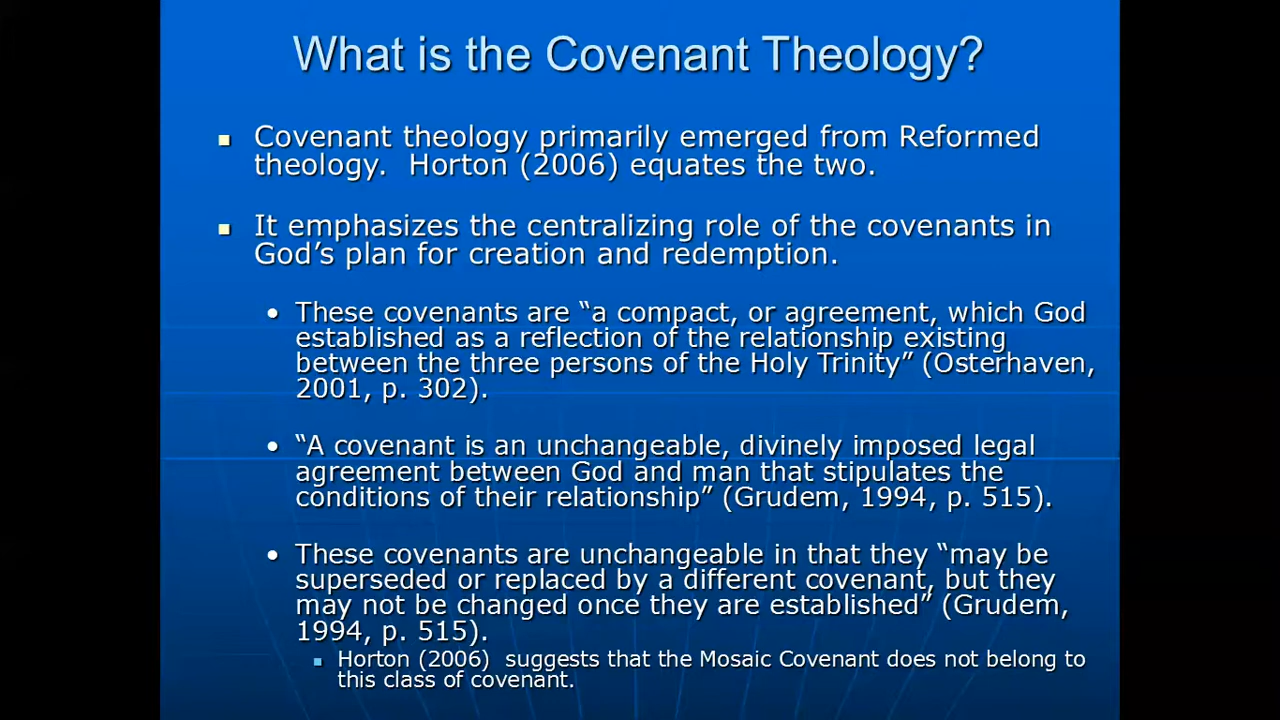 What is the Covenant Theology?
Covenant theology primarily emerged from Reformed
theology.  Horton (2006) equates the two.
It emphasizes the centralizing role of the covenants in
God’s plan for creation and redemption.
These covenants are “a compact, or agreement, which God
established as a reflection of the relationship existing
between the three persons of the Holy Trinity” (Osterhaven,
2001, p. 302).
“A covenant is an unchangeable, divinely imposed legal
agreement between God and man that stipulates the
conditions of their relationship” (Grudem, 1994, p. 515).
These covenants are unchangeable in that they “may be
superseded or replaced by a different covenant, but they
may not be changed once they are established” (Grudem,
1994, p. 515).
Horton (2006)  suggests that the Mosaic Covenant does not belong to
this class of covenant.